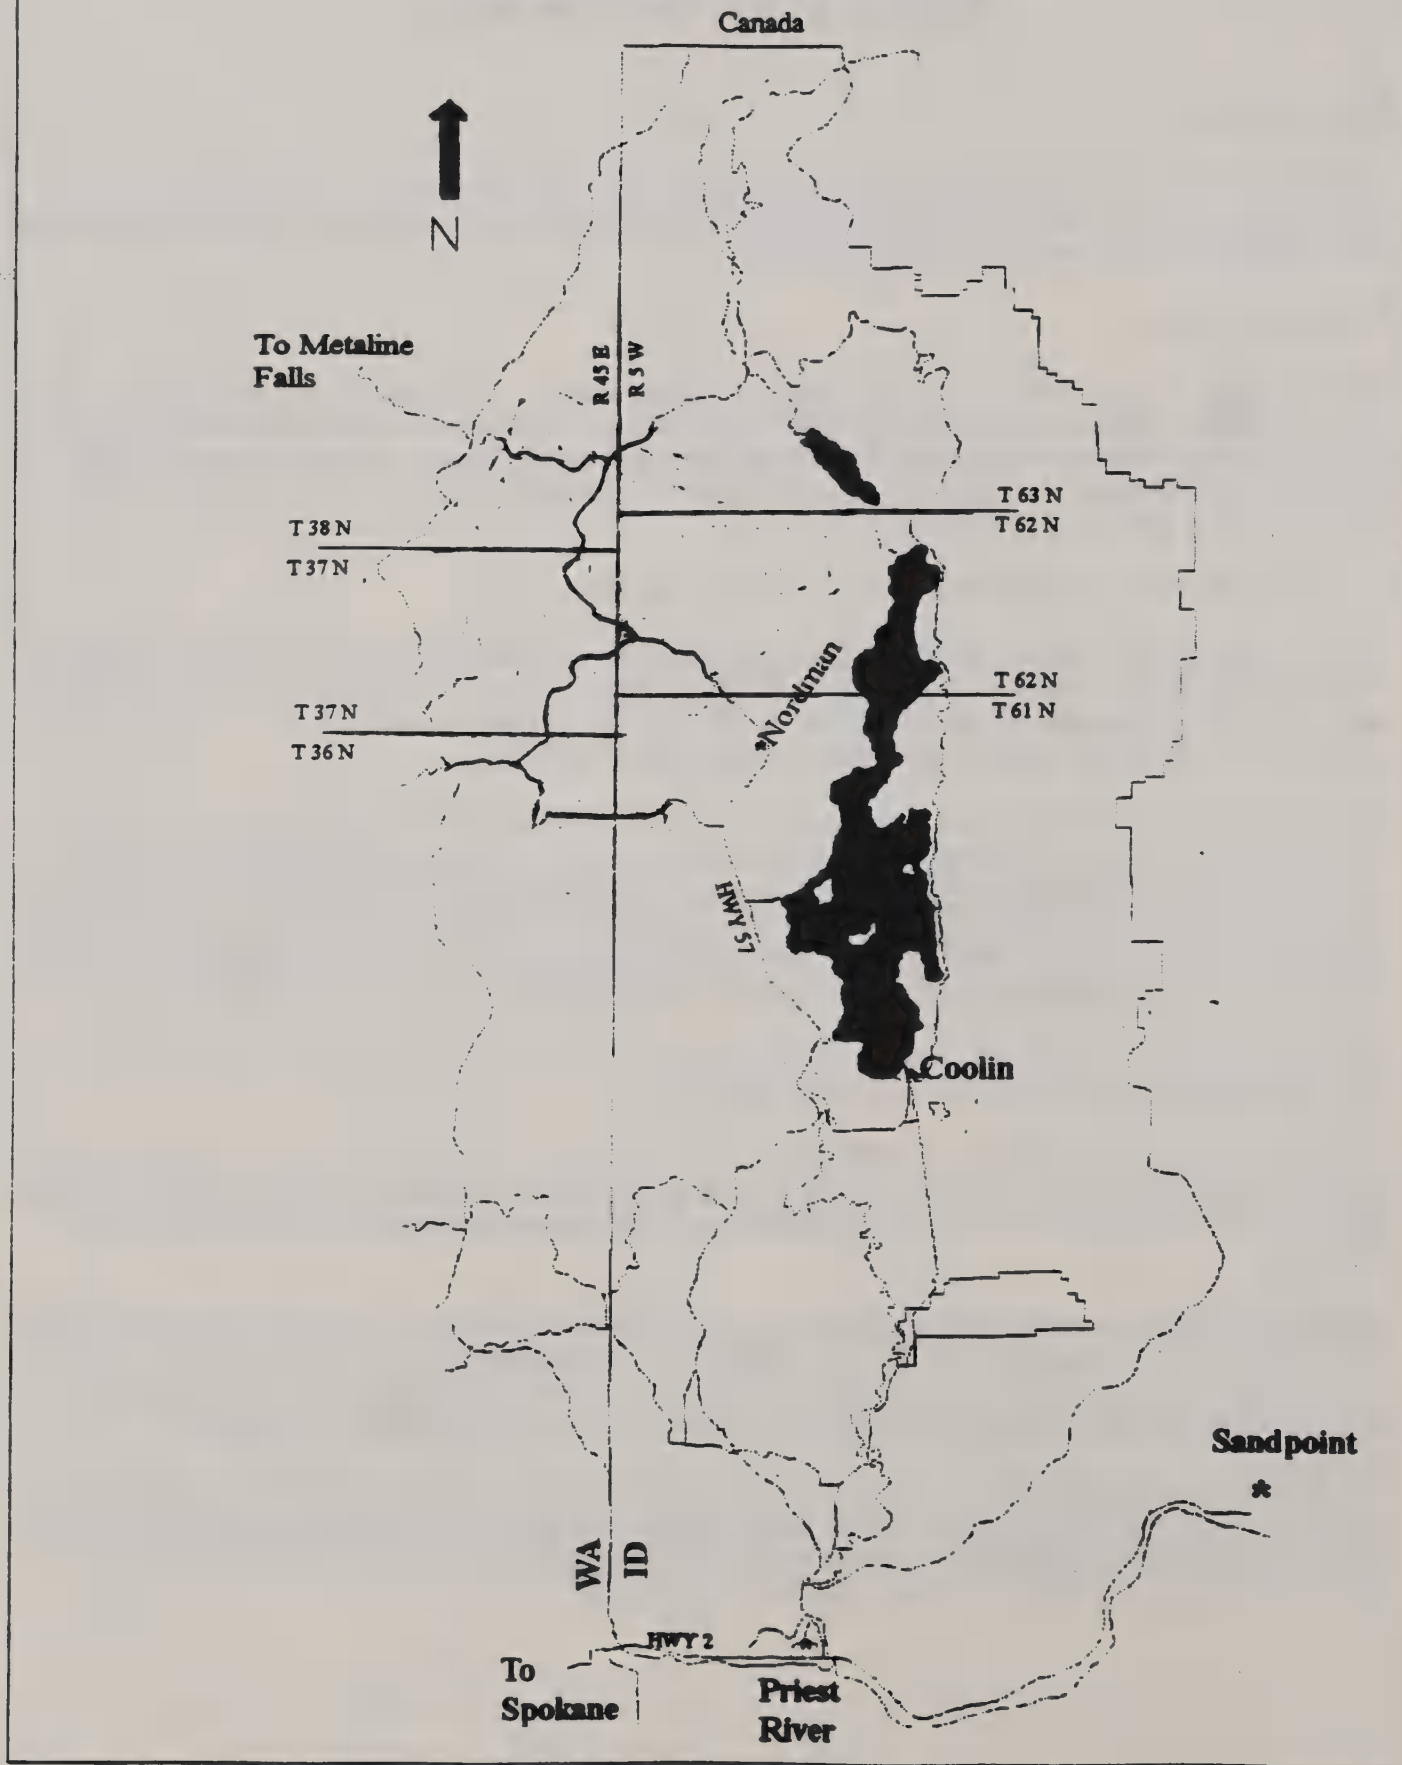 Canada
N
To Metaline
Falls
R 45 E
R 5 W
T 63 N
T 62 N
T 38 N
T 37 N
Nordman
T 62 N
T 61 N
T 37 N
T 36 N
HWY 57
Coolin
Sandpoint
*
WA
ID
HWY 2
To
Spokane
Priest
River